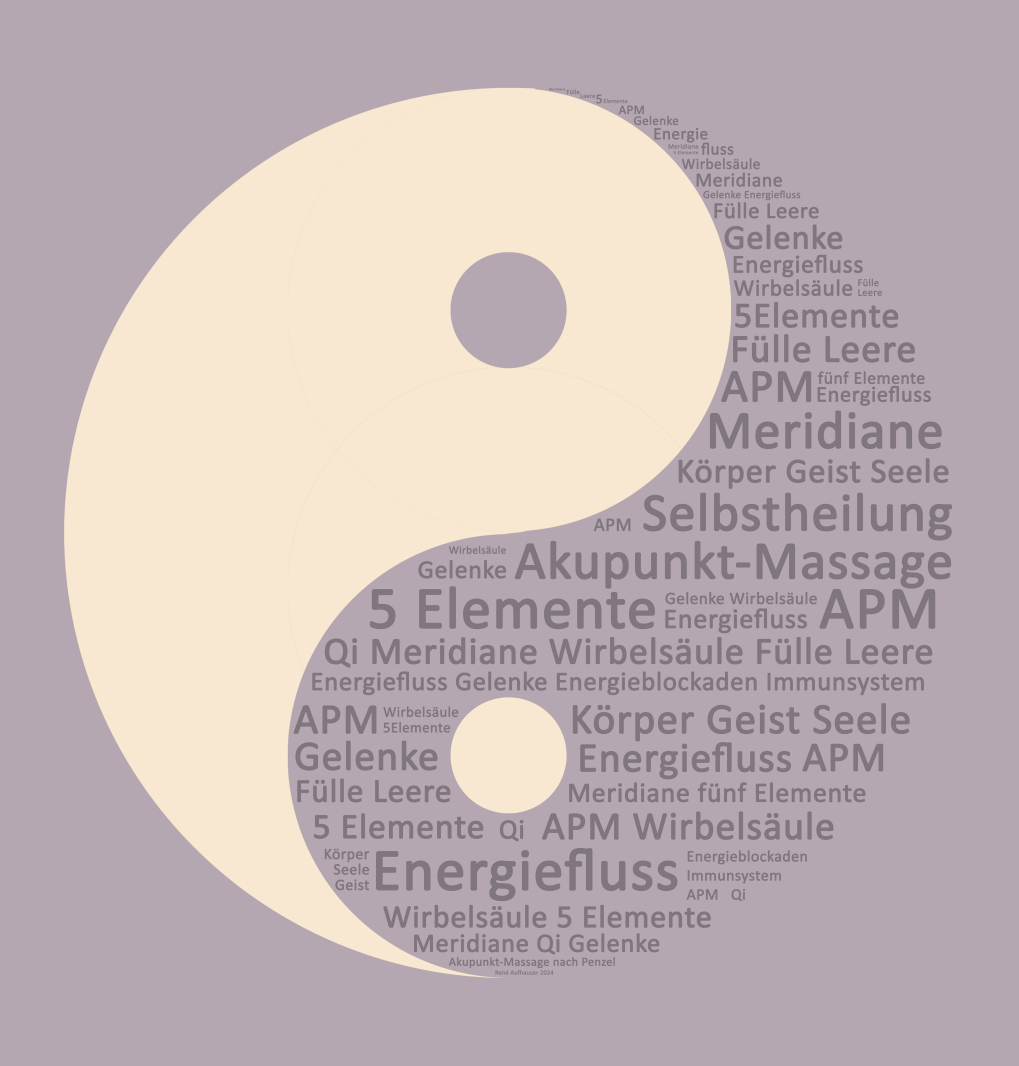 Fülle
Leere 5 Elemente
APM
Gelenke
Energie
Meridiane
5 Elemente fluss
Wirbelsäule
Meridiane
Gelenke Energiefluss
Fülle Leere
Gelenke
Energiefluss
Wirbelsäule Fülle
Leere
5Elemente
Fülle Leere
APM fünf Elemente
Energiefluss
Meridiane
Körper Geist Seele
APM Selbstheilung
Wirbelsäule
Gelenke Akupunkt-Massage
5 Elemente Gelenke Wirbelsäule
Energiefluss APM
Qi Meridiane Wirbelsäule Fülle Leere
Energiefluss Gelenke Energieblockaden Immunsystem
APM Wirbelsäule
5Elemente
Körper Geist Seele
Gelenke Energiefluss APM
Fülle Leere Meridiane fünf Elemente
5 Elemente Qi APM Wirbelsäule
Körper
Seele
Geist
Energiefluss
Energieblockaden
Immunsystem
APM Qi
Wirbelsäule 5 Elemente
Meridiane Qi Gelenke
Akupunkt-Massage nach Penzel
René Aufhauser 2024